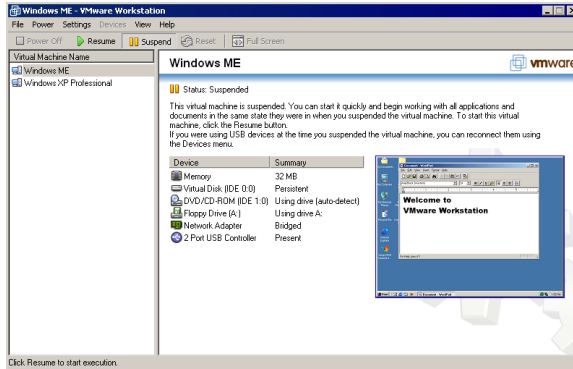 Windows ME - VMware Workstation
File Power Settings Devices View Help
Power Off Resume Suspend Reset Full Screen
Virtual Machine Name
Windows ME
Windows XP Professional
Windows ME
vmware
Status: Suspended
This virtual machine is suspended. You can start it quickly and begin working with all applications and
documents in the same state they were in when you suspended the virtual machine. To start this virtual
machine, click the Resume button.
If you were using USB devices at the time you suspended the virtual machine, you can reconnect them using
the Devices menu.
Device Summary
Memory 32 MB
Virtual Disk (IDE 0:0) Persistent
DVD/CD-ROM (IDE 1:0) Using drive (auto-detect)
Floppy Drive (A:) Using drive A:
Network Adapter Bridged
2 Port USB Controller Present
Document - WordPad
Welcome to
VMware Workstation
Document - WordPad
Click Resume to start execution.